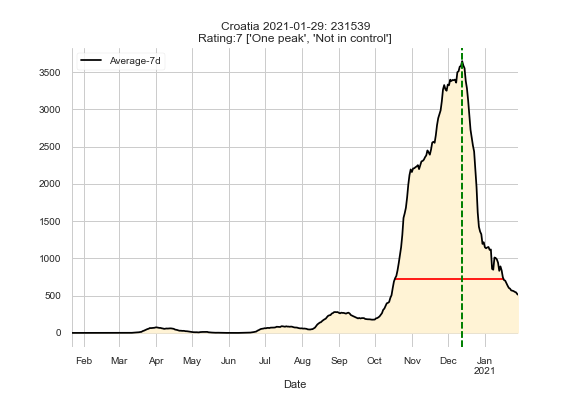 Croatia 2021-01-29: 231539
Rating:7 ['One peak', 'Not in control']
Average-7d
3500
3000
2500
2000
1500
1000
500
0
Feb Mar Apr May Jun Jul Aug Sep Oct Nov Dec Jan
2021
Date